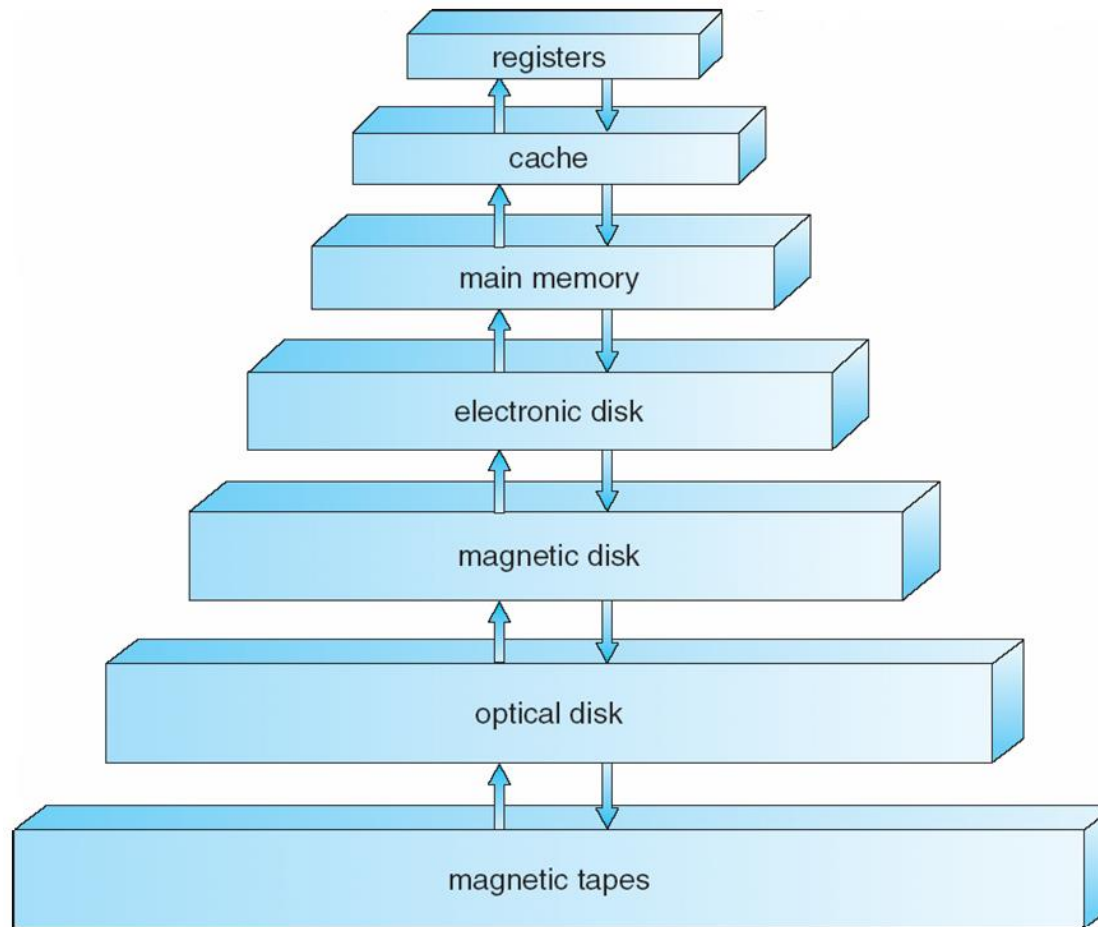 registers
cache
main memory
electronic disk
magnetic disk
optical disk
magnetic tapes